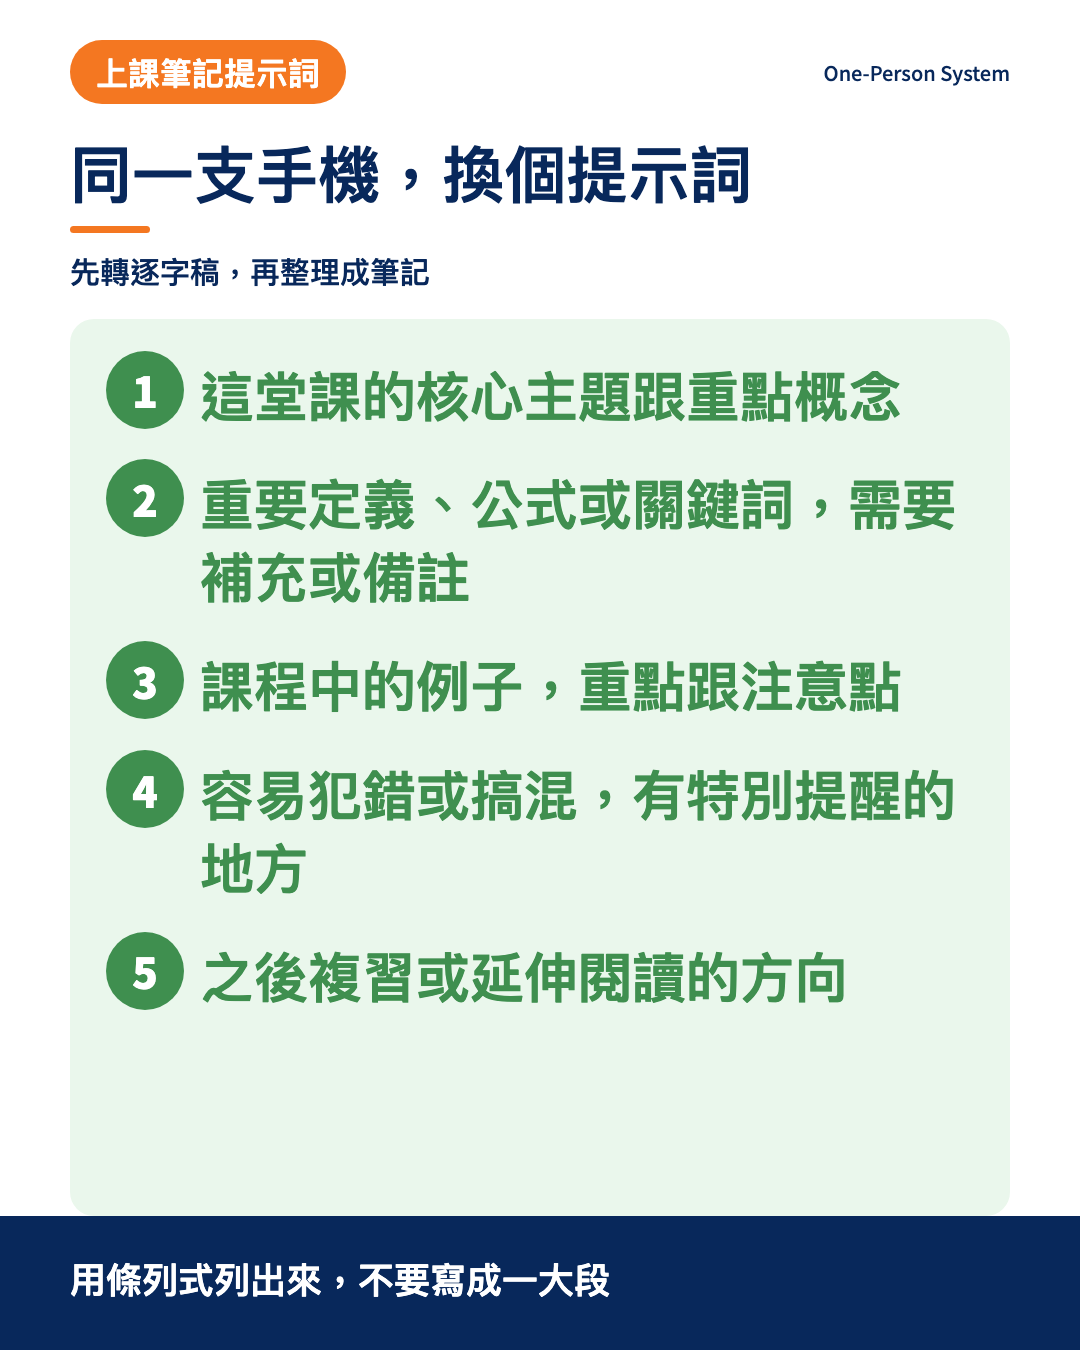 上課筆記提示詞
One-Person System
同一支手機，換個提示詞
先轉逐字稿，再整理成筆記
1 這堂課的核心主題跟重點概念
2 重要定義、公式或關鍵詞，需要
補充或備註
3 課程中的例子，重點跟注意點
4 容易犯錯或搞混，有特別提醒的
地方
5 之後複習或延伸閱讀的方向
用條列式列出來，不要寫成一大段